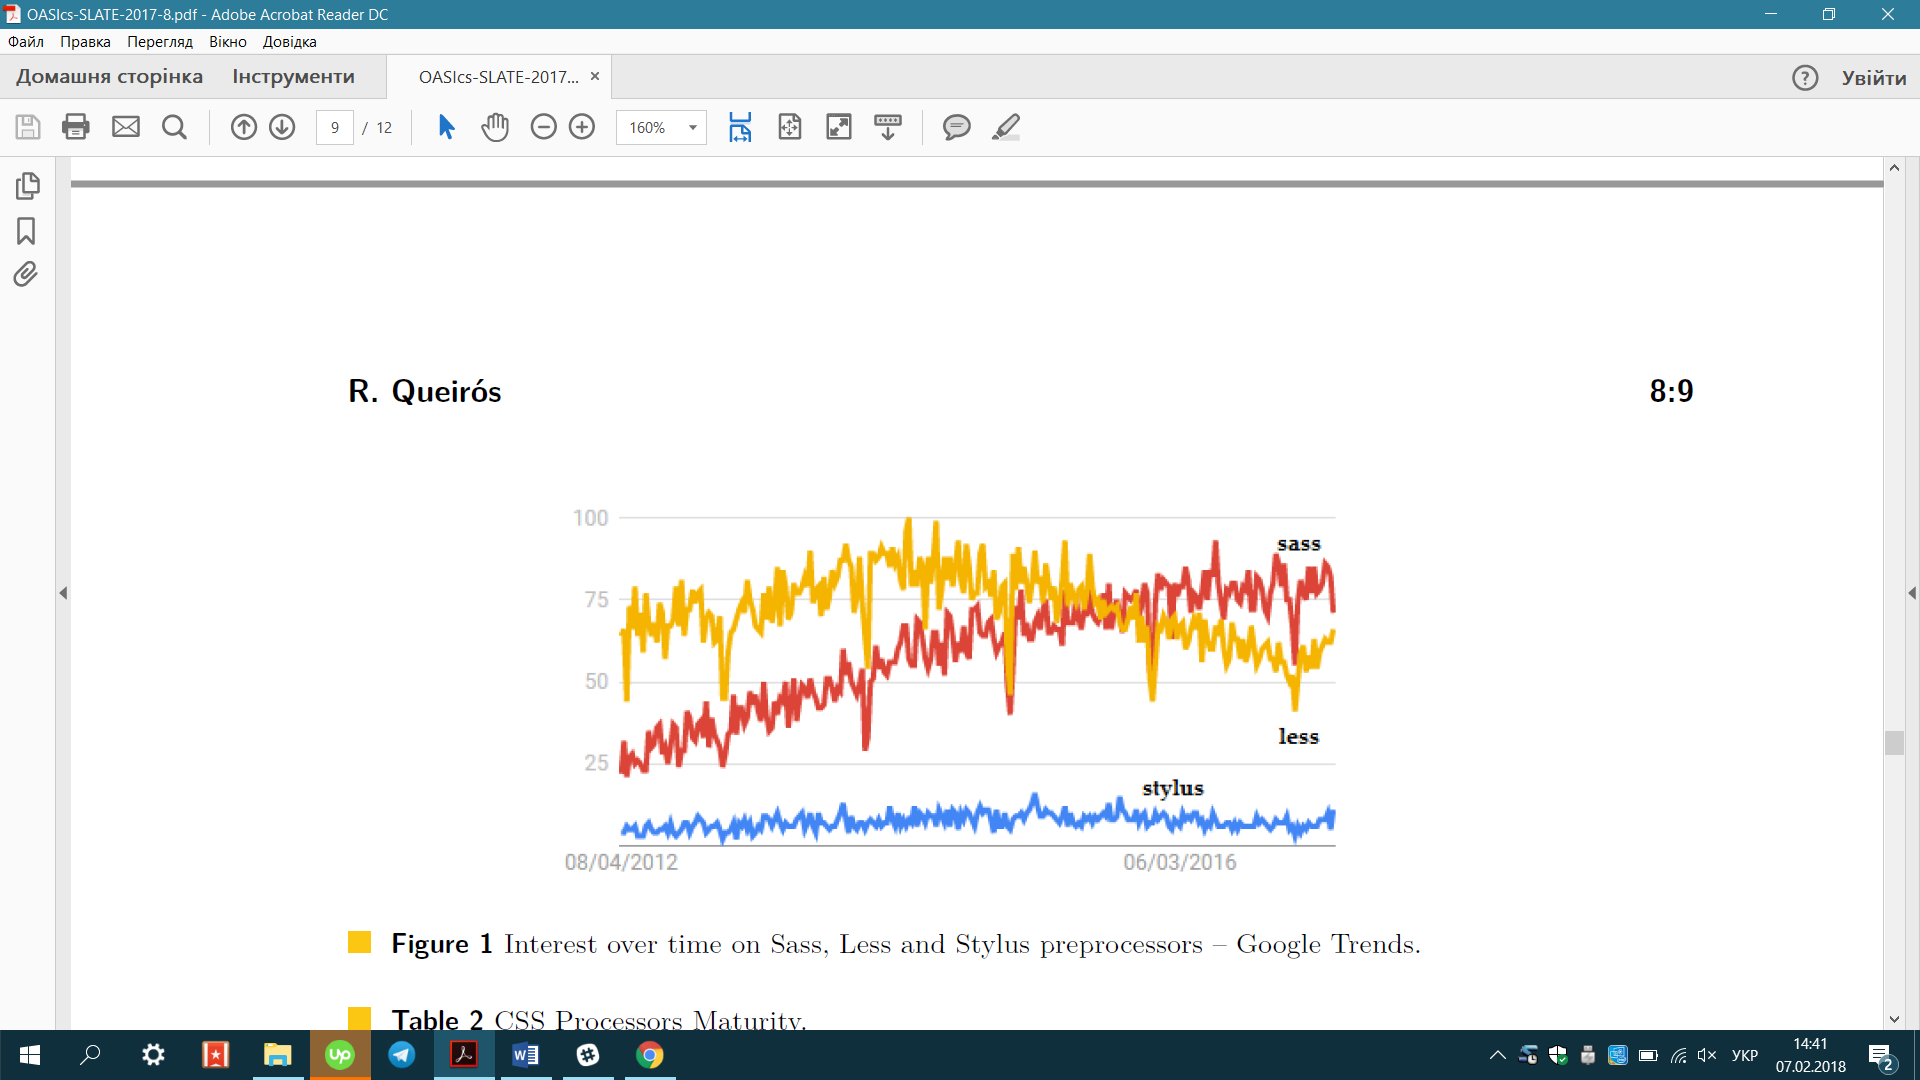 OASIcs-SLATE-2017-8.pdf - Adobe Acrobat Reader DC
Файл Правка Перегляд Вікно Довідка
Домашня сторінка Інструменти OASIcs-SLATE-2017... × ? Увійти
9 / 12 160%
R. Queirós 8:9
100
sass
75
50
less
25
stylus
08/04/2012 06/03/2016
Figure 1 Interest over time on Sass, Less and Stylus preprocessors – Google Trends.
Table 2 CSS Processors Maturity.
up W УКР 14:41
07.02.2018 2